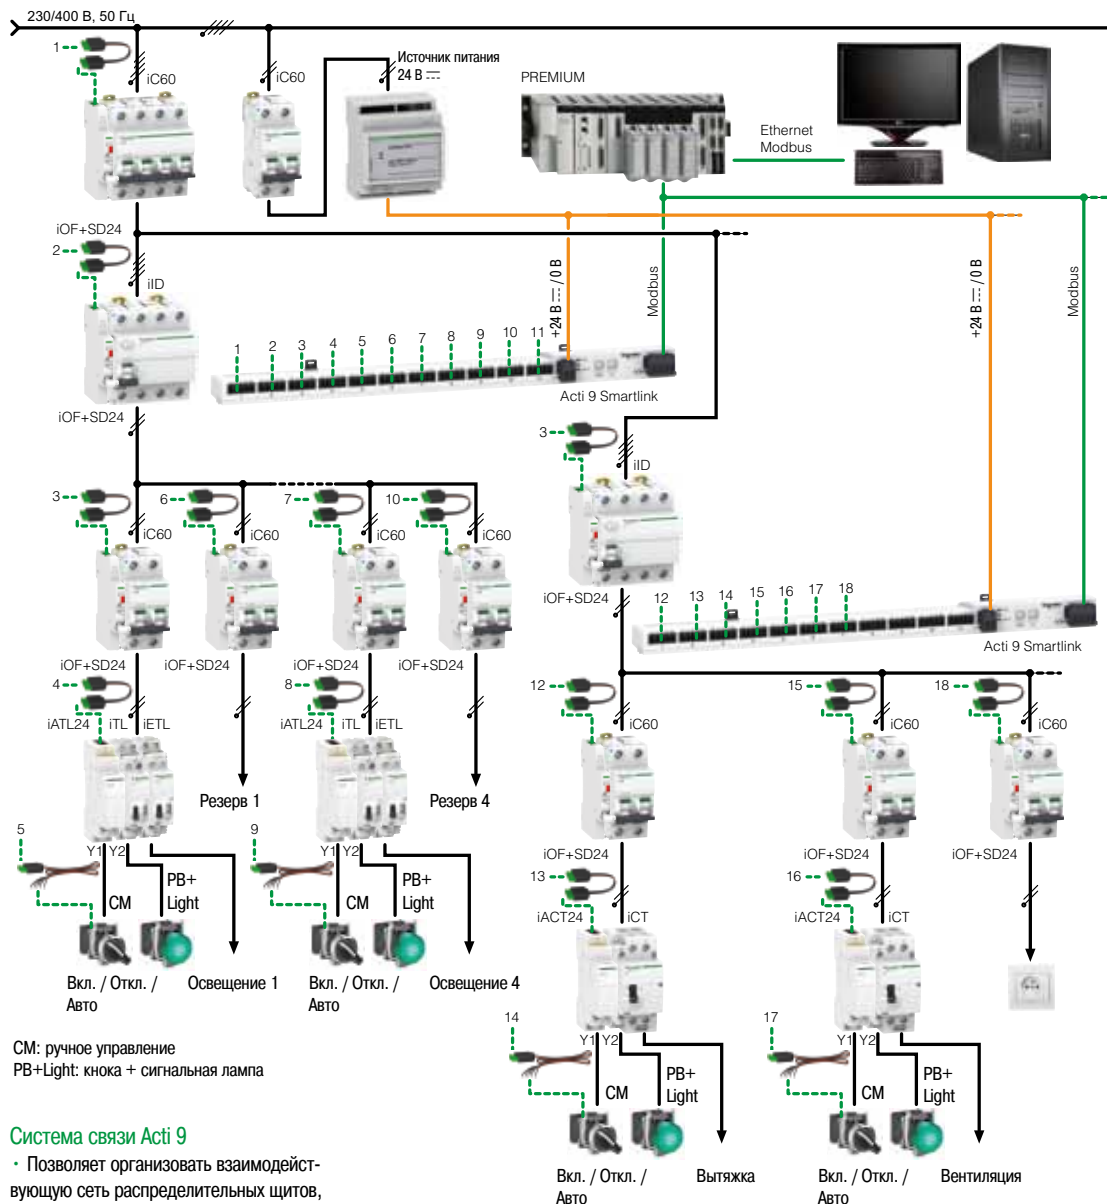 230/400 В, 50 Гц
1
iC60
iC60
Источник питания
24 В
PREMIUM
Ethernet
Modbus
iOF+SD24
2
iID
+24 В / 0 В
Modbus
+24 В / 0 В
Modbus
1 2 3 4 5 6 7 8 9 10 11
Acti 9 Smartlink
iOF+SD24
3
iID
3 6 7 10
iC60 iC60 iC60 iC60
iOF+SD24
12 13 14 15 16 17 18
Acti 9 Smartlink
iOF+SD24 iOF+SD24 iOF+SD24 iOF+SD24
4 8
iATL24 iTL iETL iATL24 iTL iETL
12 15 18
iC60 iC60 iC60
Резерв 1 Резерв 4
5 9
Y1 Y2 Y1 Y2
iOF+SD24 iOF+SD24 iOF+SD24
CM PB+
Light
CM PB+
Light
13 16
iACT24 iCT iACT24 iCT
Вкл. / Откл. /
Авто
Освещение 1
Вкл. / Откл. /
Авто
Освещение 4
14 17
Y1 Y2 Y1 Y2
CM: ручное управление
PB+Light: кнока + сигнальная лампа
CM PB+
Light
CM PB+
Light
Система связи Acti 9
• Позволяет организовать взаимодейст-
вующую сеть распределительных щитов,
Вкл. / Откл. /
Авто
Вытяжка
Вкл. / Откл. /
Авто
Вентиляция